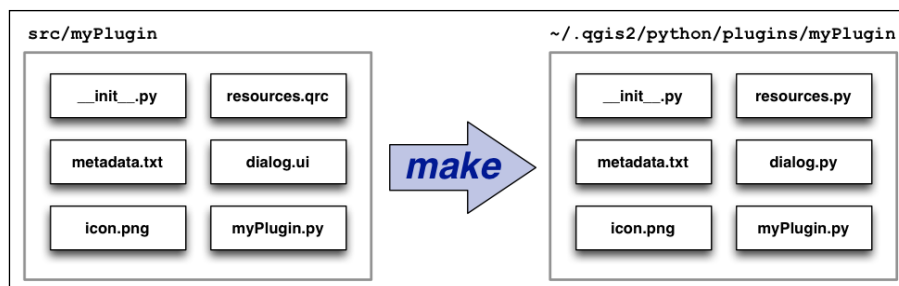 src/myPlugin
~/.qgis2/python/plugins/myPlugin
__init__.py
resources.qrc
metadata.txt
dialog.ui
icon.png
myPlugin.py
make
__init__.py
resources.py
metadata.txt
dialog.py
icon.png
myPlugin.py